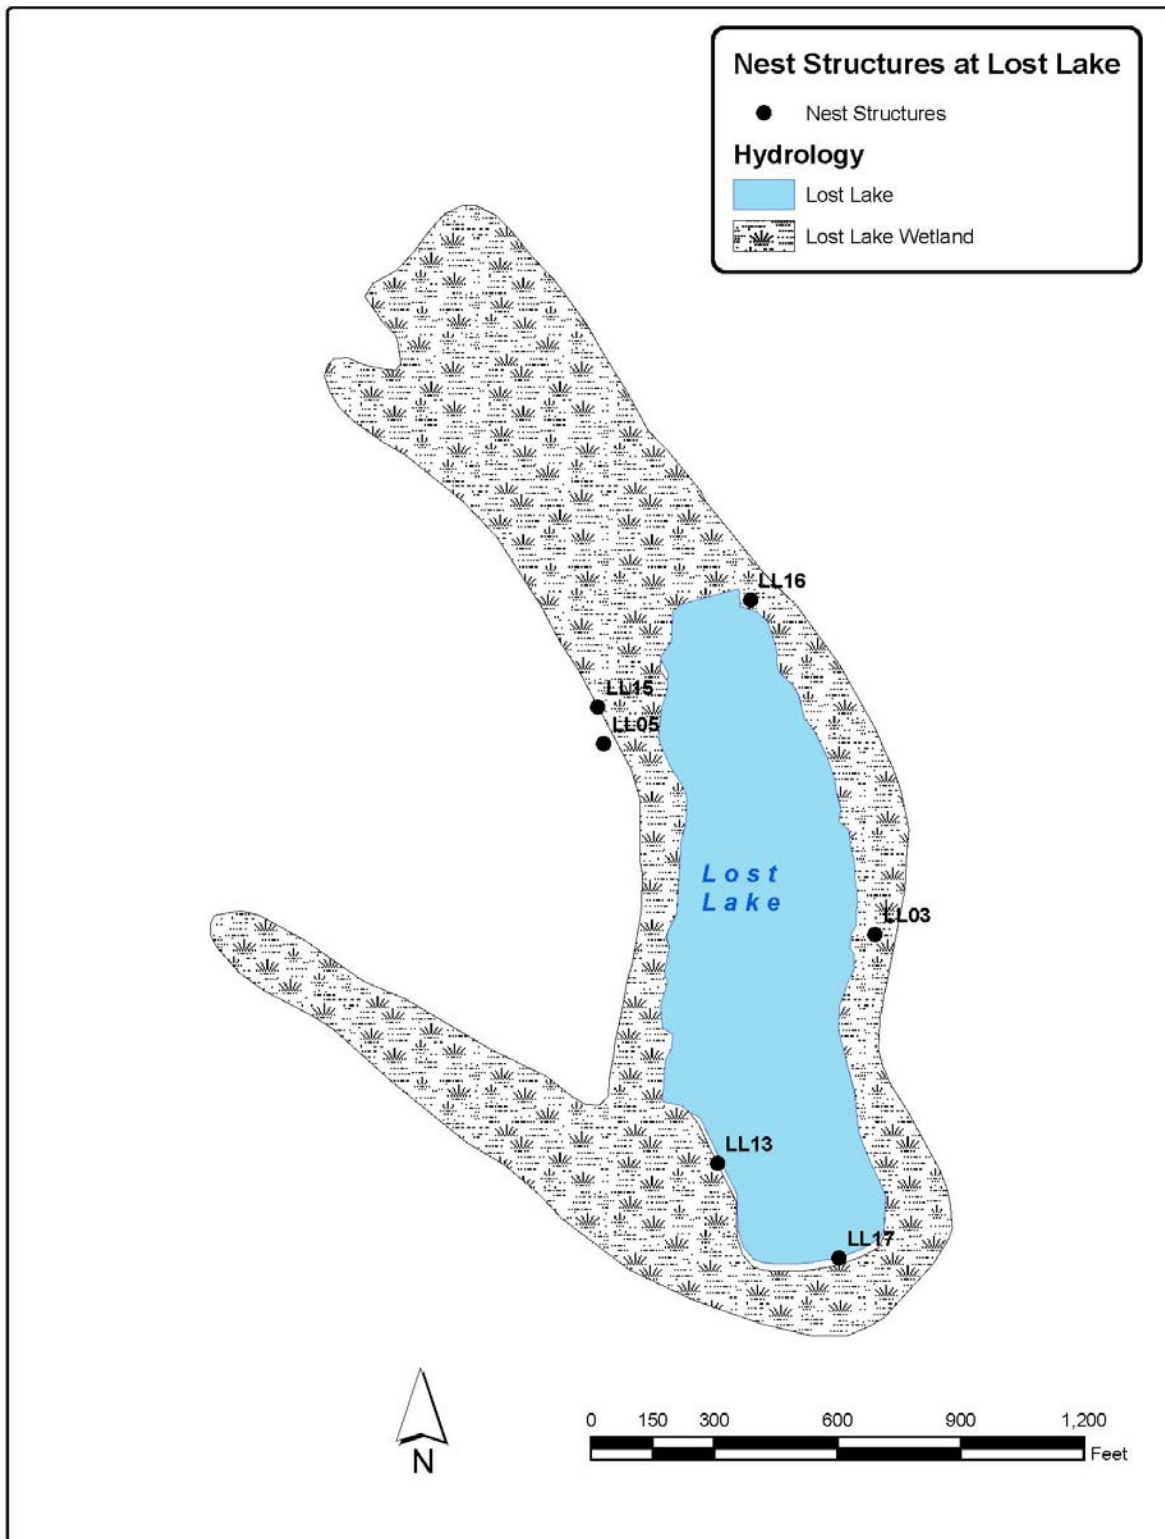 Nest Structures at Lost Lake
Nest Structures
Hydrology
Lost Lake
Lost Lake Wetland
LL16
LL15
LL05
Lost
Lake
LL03
LL13
LL17
0 150 300 600 900 1,200
Feet
N